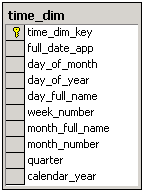 time_dim
time_dim_key
full_date_app
day_of_month
day_of_year
day_full_name
week_number
month_full_name
month_number
quarter
calendar_year